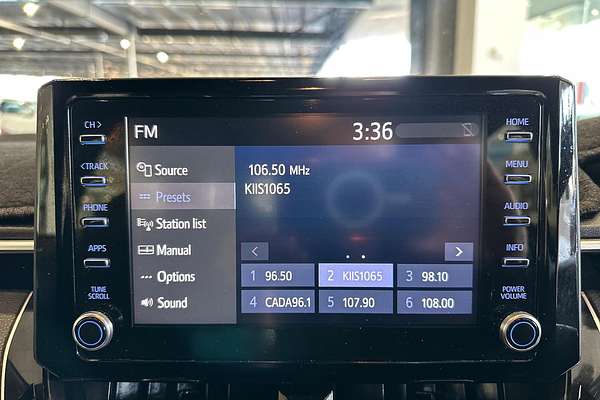 FM 3:36
CH >
< TRACK
PHONE
APPS
TUNE
SCROLL
Source
Presets
Station list
Manual
Options
Sound
106.50 MHz
KIIS1065
< >
1 96.50 2 KIIS1065 3 98.10
4 CADA96.1 5 107.90 6 108.00
HOME
MENU
AUDIO
INFO
POWER
VOLUME